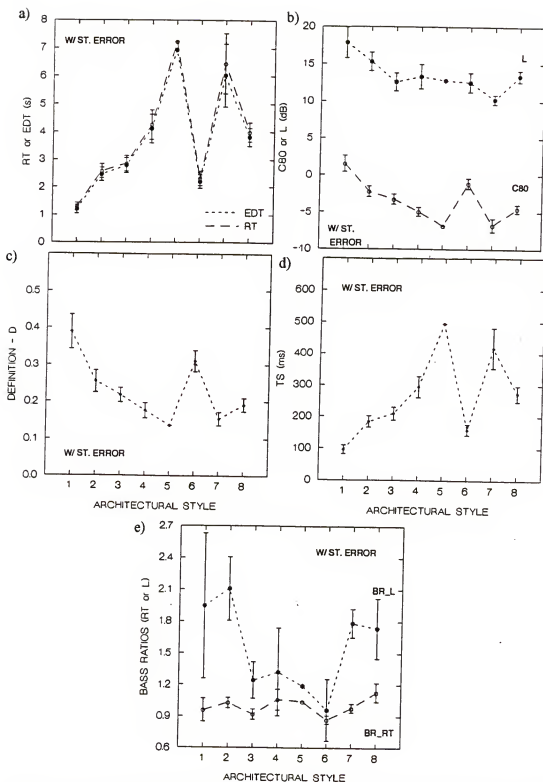 a)
W/ ST. ERROR
RT or EDT (s)
8
7
6
5
4
3
2
1
0
EDT
RT
b)
C80 or L (dB)
20
15
10
5
0
−5
−10
L
C80
W/ ST.
ERROR
c)
DEFINITION - D
0.5
0.4
0.3
0.2
0.1
0.0
W/ ST. ERROR
1 2 3 4 5 6 7 8
ARCHITECTURAL STYLE
d)
W/ ST. ERROR
TS (ms)
600
500
400
300
200
100
0
1 2 3 4 5 6 7 8
ARCHITECTURAL STYLE
e)
BASS RATIOS (RT or L)
2.7
2.4
2.1
1.8
1.5
1.2
0.9
0.6
W/ ST. ERROR
BR_L
BR_RT
1 2 3 4 5 6 7 8
ARCHITECTURAL STYLE